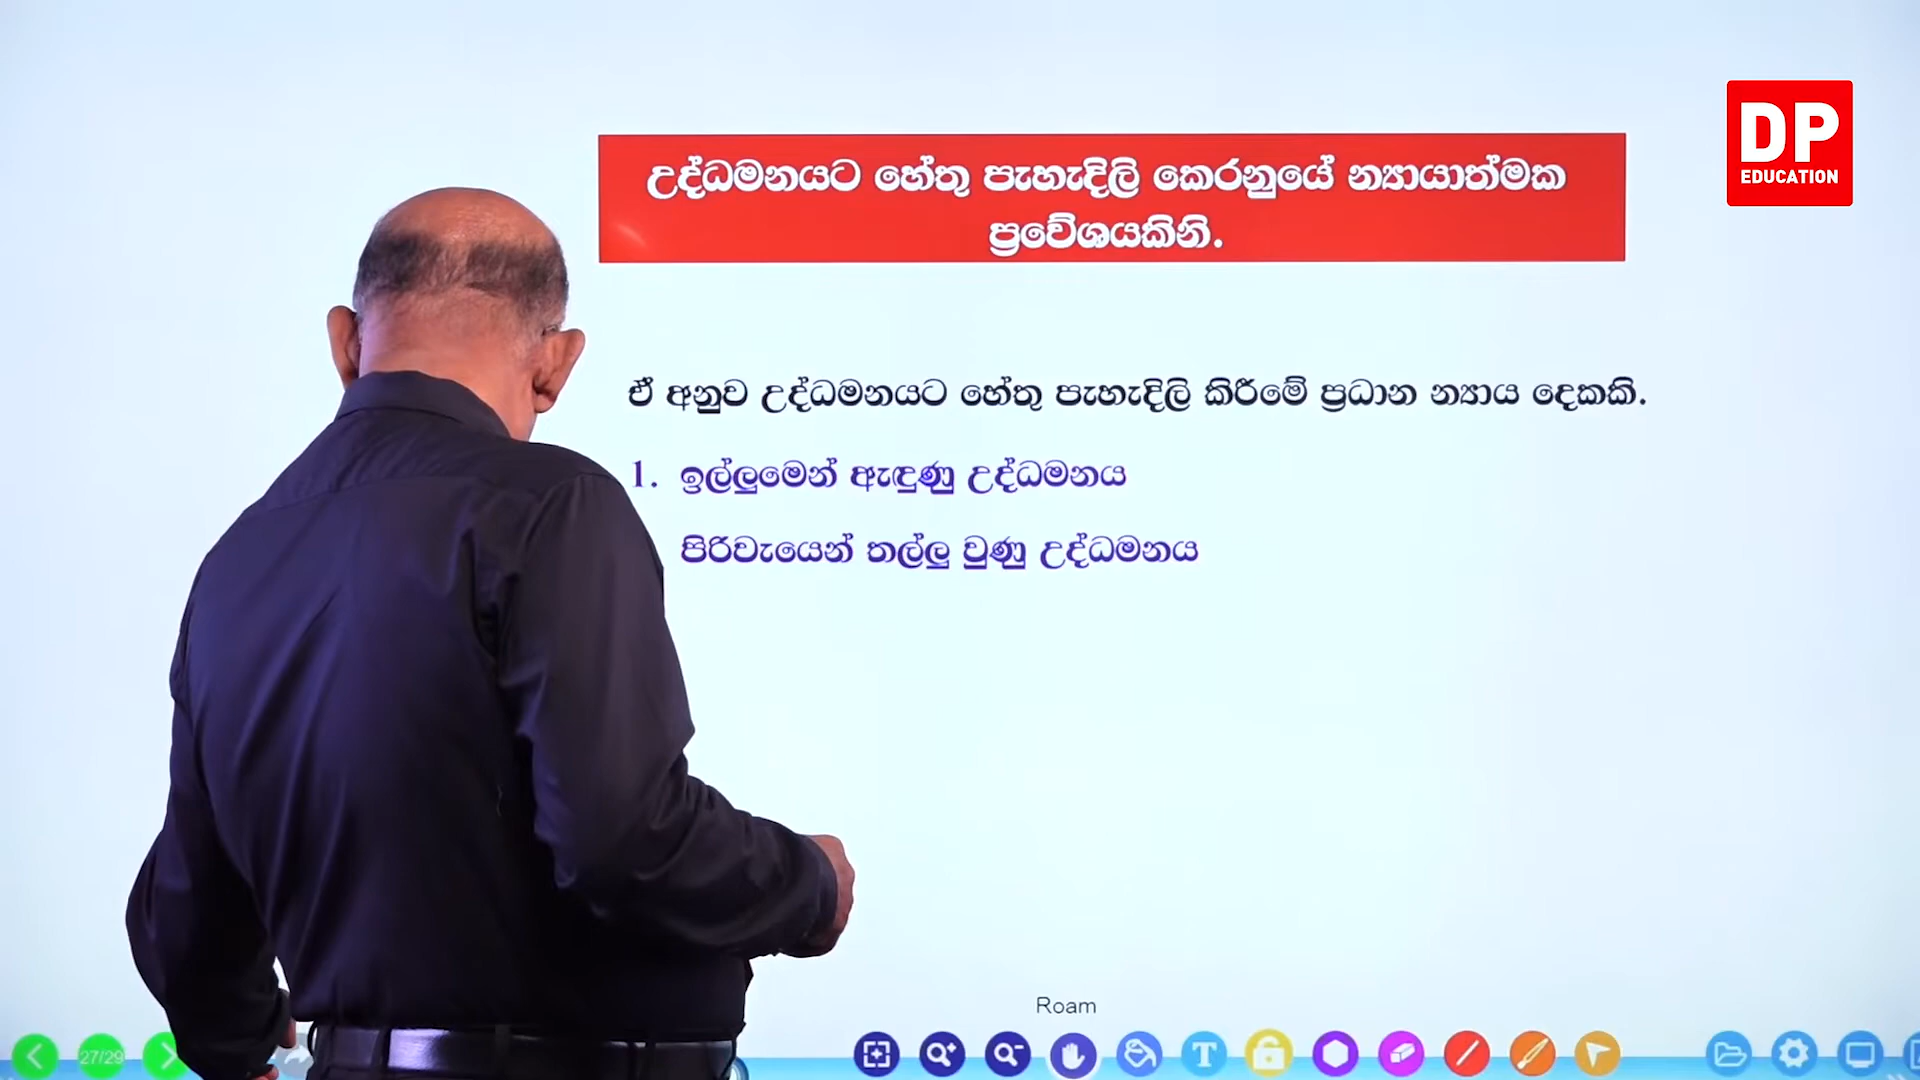 DP
EDUCATION
උද්ධමනයට හේතු පැහැදිලි කෙරනුයේ න්‍යායාත්මක
ප්‍රවේශයකිනි.
ඒ අනුව උද්ධමනයට හේතු පැහැදිලි කිරීමේ ප්‍රධාන න්‍යාය දෙකකි.
1. ඉල්ලුමෙන් ඇඳුණු උද්ධමනය
පිරිවැයෙන් තල්ලු වුණු උද්ධමනය
Roam
27/29
T